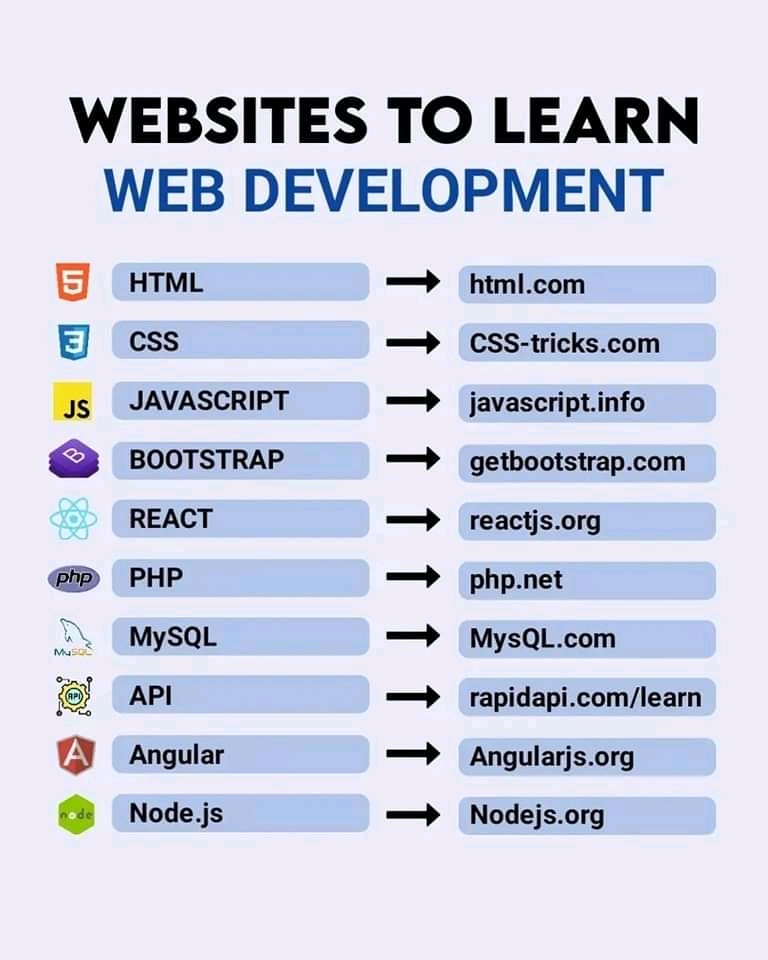 WEBSITES TO LEARN
WEB DEVELOPMENT
5 HTML → html.com
3 CSS → CSS-tricks.com
JS JAVASCRIPT → javascript.info
B BOOTSTRAP → getbootstrap.com
REACT → reactjs.org
php PHP → php.net
MySQL MySQL → MysQL.com
API API → rapidapi.com/learn
A Angular → Angularjs.org
node Node.js → Nodejs.org